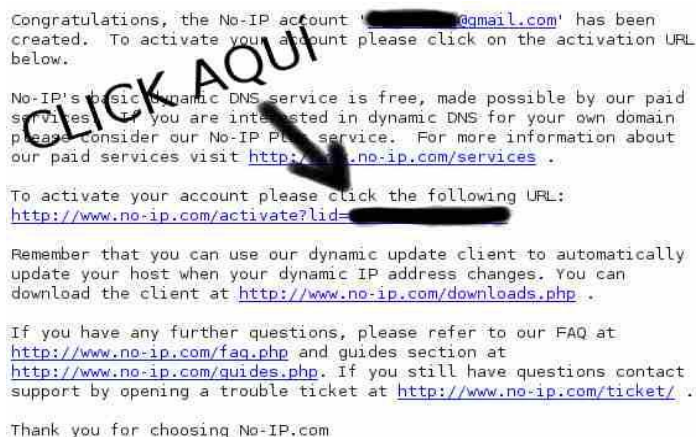 Congratulations, the No-IP account ' @gmail.com' has been
created. To activate your account please click on the activation URL
below.
CLICK AQUÍ
No-IP's basic dynamic DNS service is free, made possible by our paid
services. If you are interested in dynamic DNS for your own domain
please consider our No-IP Plus service. For more information about
our paid services visit http://www.no-ip.com/services .
To activate your account please click the following URL:
http://www.no-ip.com/activate?lid=
Remember that you can use our dynamic update client to automatically
update your host when your dynamic IP address changes. You can
download the client at http://www.no-ip.com/downloads.php .
If you have any further questions, please refer to our FAQ at
http://www.no-ip.com/faq.php and guides section at
http://www.no-ip.com/guides.php. If you still have questions contact
support by opening a trouble ticket at http://www.no-ip.com/ticket/ .
Thank you for choosing No-IP.com